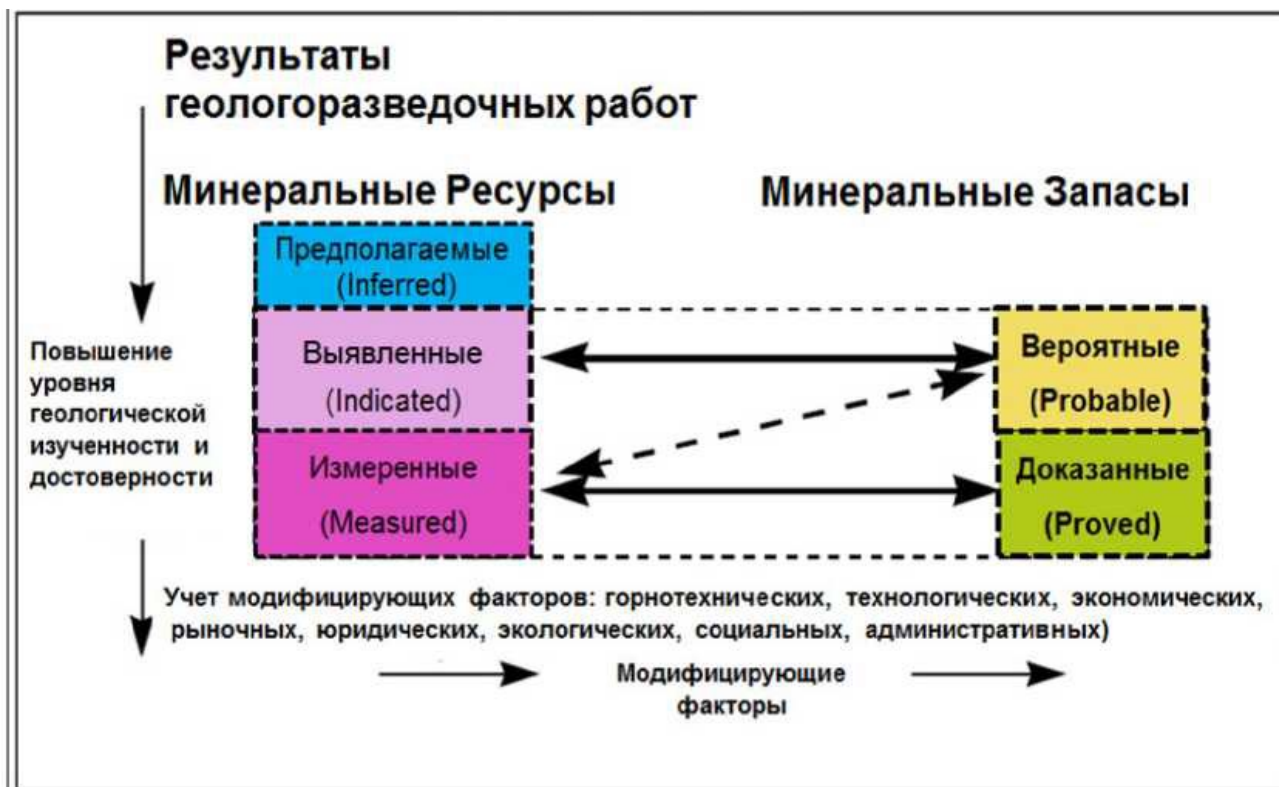 Результаты
геологоразведочных работ
Минеральные Ресурсы
Минеральные Запасы
Предполагаемые
(Inferred)
Выявленные
(Indicated)
Измеренные
(Measured)
Вероятные
(Probable)
Доказанные
(Proved)
Повышение
уровня
геологической
изученности и
достоверности
Учет модифицирующих факторов: горнотехнических, технологических, экономических,
рыночных, юридических, экологических, социальных, административных)
Модифицирующие
факторы